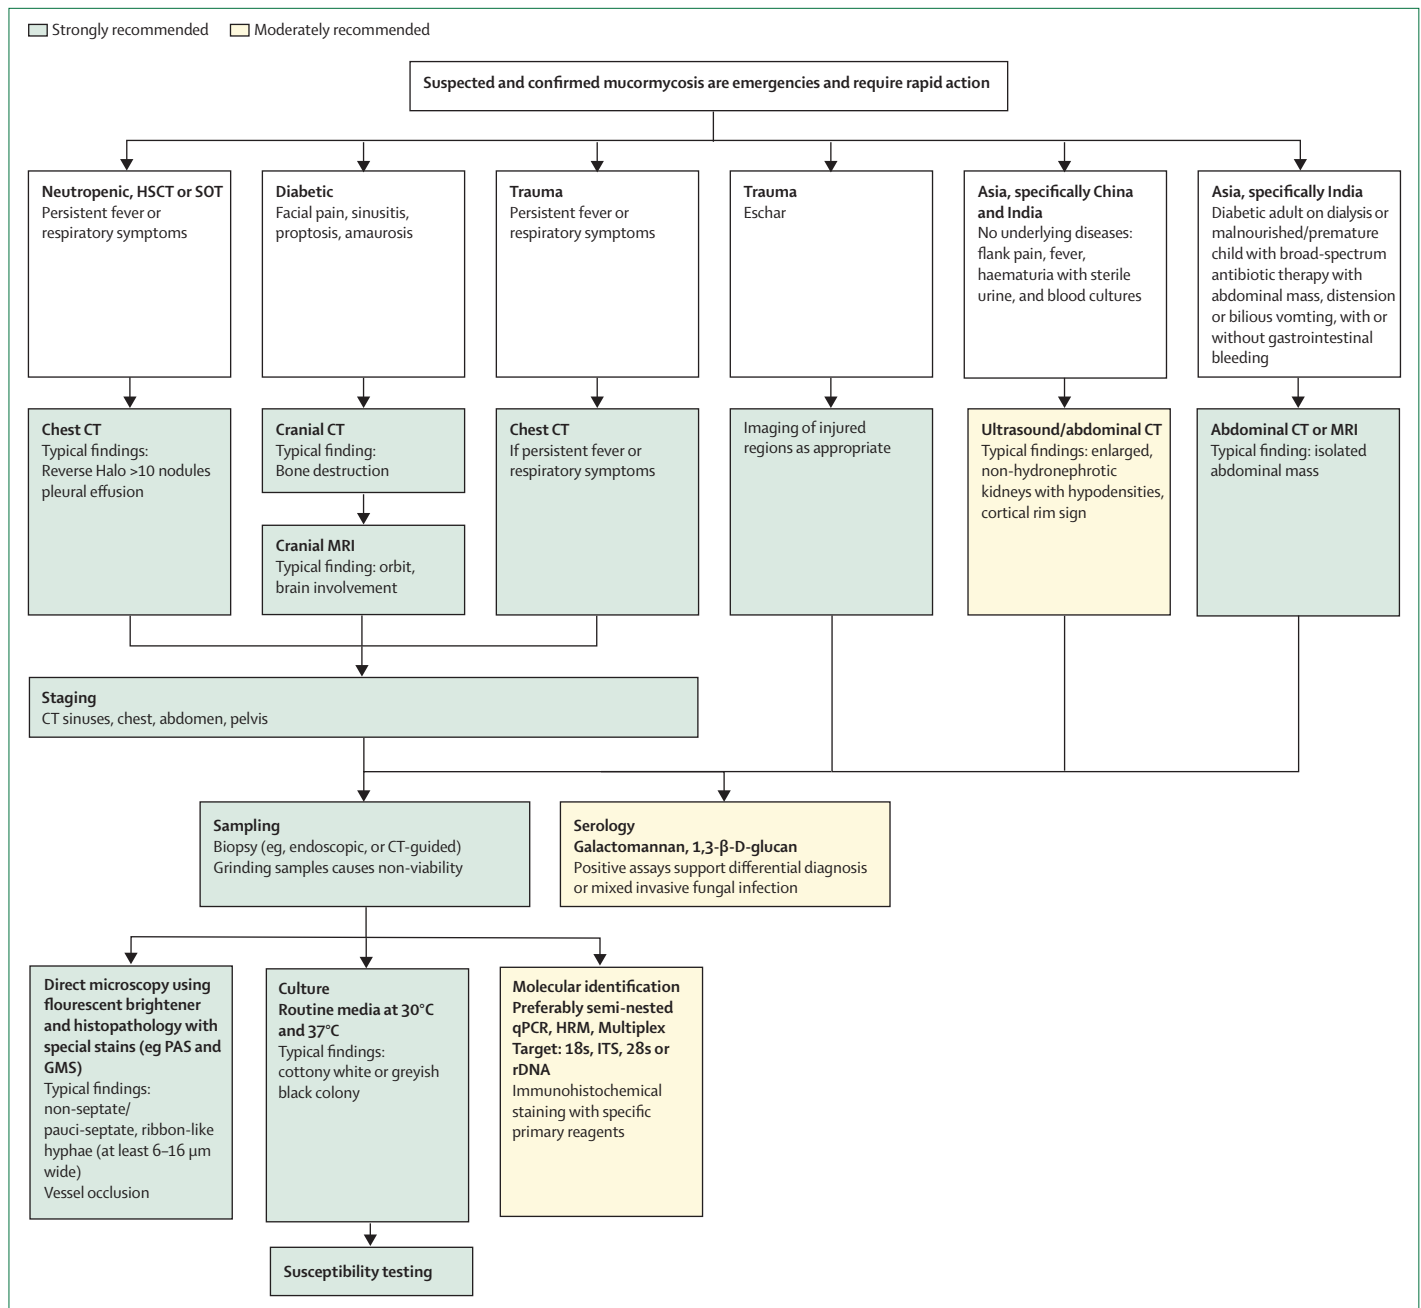 Strongly recommended
Moderately recommended
Suspected and confirmed mucormycosis are emergencies and require rapid action
Neutropenic, HSCT or SOT
Persistent fever or
respiratory symptoms
Diabetic
Facial pain, sinusitis,
proptosis, amaurosis
Trauma
Persistent fever or
respiratory symptoms
Trauma
Eschar
Asia, specifically China
and India
No underlying diseases:
flank pain, fever,
haematuria with sterile
urine, and blood cultures
Asia, specifically India
Diabetic adult on dialysis or
malnourished/premature
child with broad-spectrum
antibiotic therapy with
abdominal mass, distension
or bilious vomting, with or
without gastrointestinal
bleeding
Chest CT
Typical findings:
Reverse Halo >10 nodules
pleural effusion
Cranial CT
Typical finding:
Bone destruction
Cranial MRI
Typical finding: orbit,
brain involvement
Chest CT
If persistent fever or
respiratory symptoms
Imaging of injured
regions as appropriate
Ultrasound/abdominal CT
Typical findings: enlarged,
non-hydronephrotic
kidneys with hypodensities,
cortical rim sign
Abdominal CT or MRI
Typical finding: isolated
abdominal mass
Staging
CT sinuses, chest, abdomen, pelvis
Sampling
Biopsy (eg, endoscopic, or CT-guided)
Grinding samples causes non-viability
Serology
Galactomannan, 1,3-β-D-glucan
Positive assays support differential diagnosis
or mixed invasive fungal infection
Direct microscopy using
flourescent brightener
and histopathology with
special stains (eg PAS and
GMS)
Typical findings:
non-septate/
pauci-septate, ribbon-like
hyphae (at least 6–16 μm
wide)
Vessel occlusion
Culture
Routine media at 30°C
and 37°C
Typical findings:
cottony white or greyish
black colony
Molecular identification
Preferably semi-nested
qPCR, HRM, Multiplex
Target: 18s, ITS, 28s or
rDNA
Immunohistochemical
staining with specific
primary reagents
Susceptibility testing